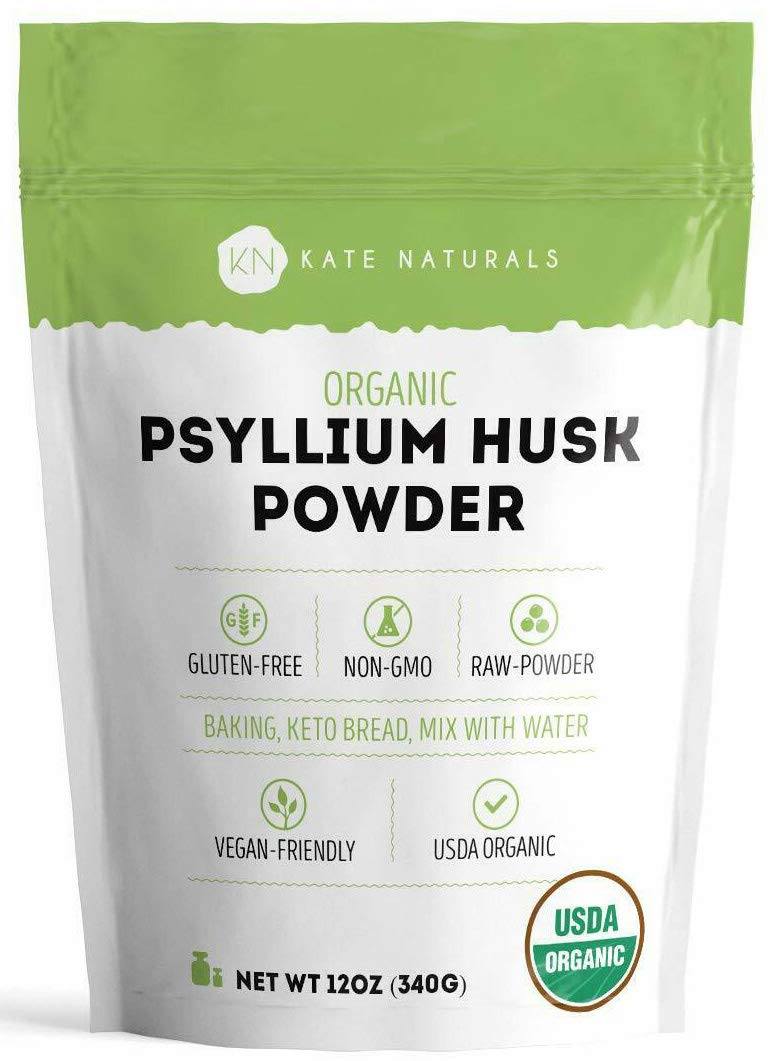 KN KATE NATURALS
ORGANIC
PSYLLIUM HUSK
POWDER
G F
GLUTEN-FREE NON-GMO RAW-POWDER
BAKING, KETO BREAD, MIX WITH WATER
VEGAN-FRIENDLY USDA ORGANIC
USDA
ORGANIC
NET WT 12OZ (340G)